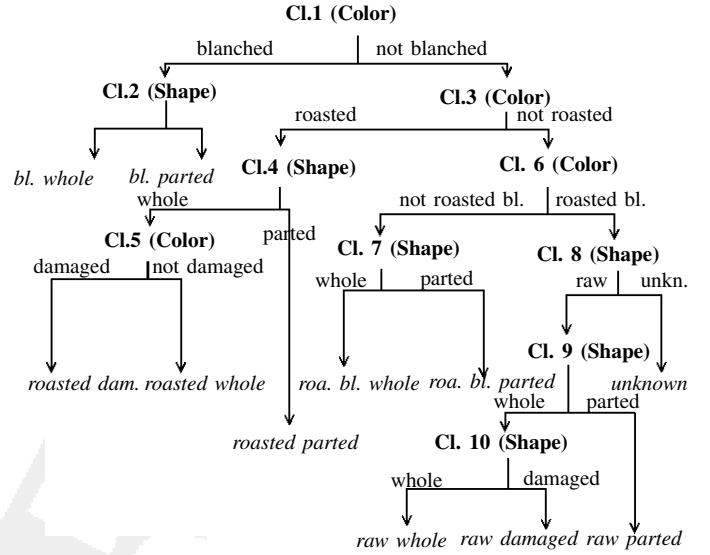 Cl.1 (Color)
blanched not blanched
Cl.2 (Shape) Cl.3 (Color)
roasted not roasted
bl. whole bl. parted Cl.4 (Shape) Cl. 6 (Color)
whole not roasted bl. roasted bl.
Cl.5 (Color) parted Cl. 7 (Shape) Cl. 8 (Shape)
damaged not damaged whole parted raw unkn.
Cl. 9 (Shape)
roasted dam. roasted whole roa. bl. whole roa. bl. parted unknown
whole parted
roasted parted Cl. 10 (Shape)
whole damaged
raw whole raw damaged raw parted